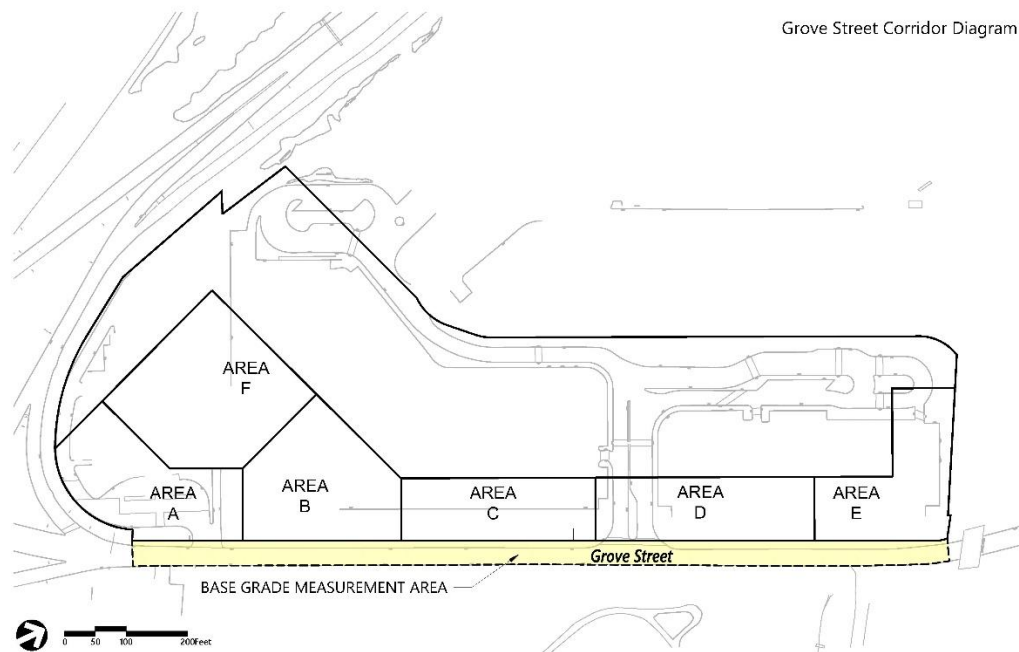 Grove Street Corridor Diagram
AREA
F
AREA
A
AREA
B
AREA
C
AREA
D
AREA
E
Grove Street
BASE GRADE MEASUREMENT AREA
0 50 100 200Feet